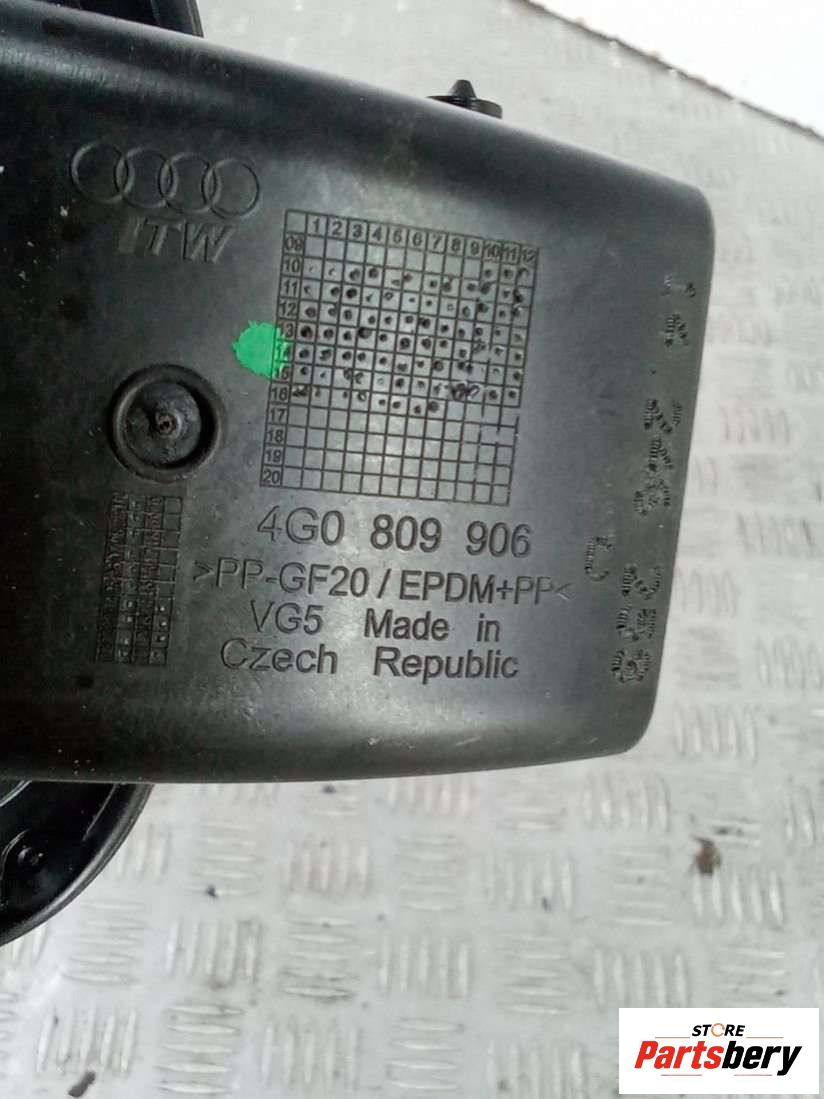 ITW
1 2 3 4 5 6 7 8 9 10 11 12
09
10
11
12
13
14
15
16
17
18
19
20
4G0 809 906
>PP-GF20 / EPDM+PP<
VG5 Made in
Czech Republic
STORE
Partsbery